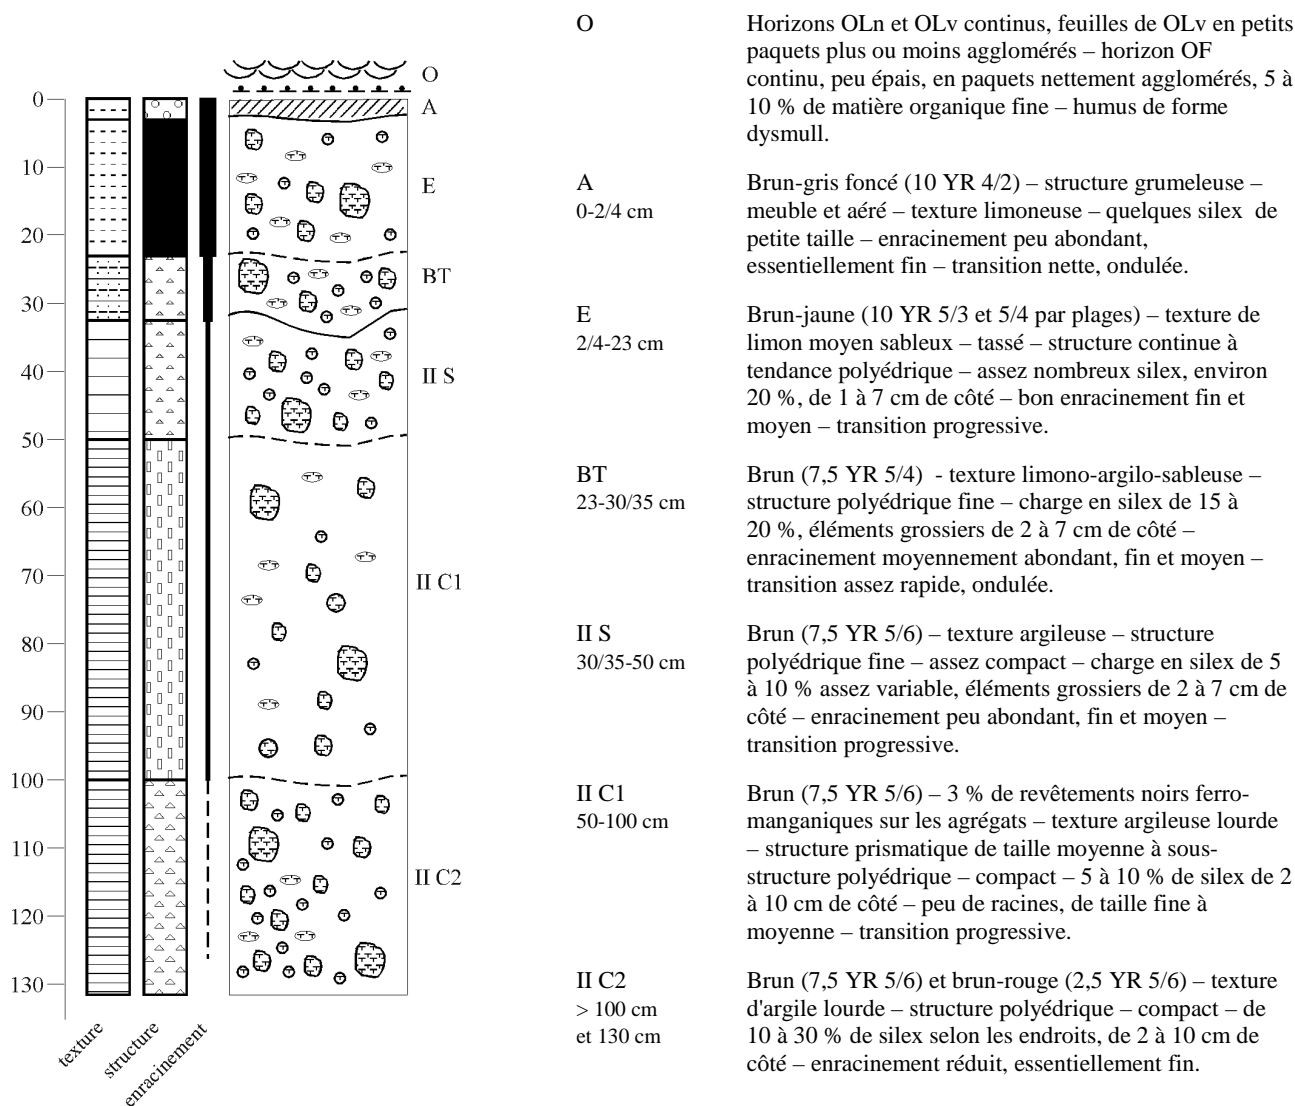 O
A
E
BT
II S
II C1
II C2
0
10
20
30
40
50
60
70
80
90
100
110
120
130
texture
structure
enracinement
O
Horizons OLn et OLv continus, feuilles de OLv en petits
paquets plus ou moins agglomérés – horizon OF
continu, peu épais, en paquets nettement agglomérés, 5 à
10 % de matière organique fine – humus de forme
dysmull.
A
0-2/4 cm
Brun-gris foncé (10 YR 4/2) – structure grumeleuse –
meuble et aéré – texture limoneuse – quelques silex de
petite taille – enracinement peu abondant,
essentiellement fin – transition nette, ondulée.
E
2/4-23 cm
Brun-jaune (10 YR 5/3 et 5/4 par plages) – texture de
limon moyen sableux – tassé – structure continue à
tendance polyédrique – assez nombreux silex, environ
20 %, de 1 à 7 cm de côté – bon enracinement fin et
moyen – transition progressive.
BT
23-30/35 cm
Brun (7,5 YR 5/4) - texture limono-argilo-sableuse –
structure polyédrique fine – charge en silex de 15 à
20 %, éléments grossiers de 2 à 7 cm de côté –
enracinement moyennement abondant, fin et moyen –
transition assez rapide, ondulée.
II S
30/35-50 cm
Brun (7,5 YR 5/6) – texture argileuse – structure
polyédrique fine – assez compact – charge en silex de 5
à 10 % assez variable, éléments grossiers de 2 à 7 cm de
côté – enracinement peu abondant, fin et moyen –
transition progressive.
II C1
50-100 cm
Brun (7,5 YR 5/6) – 3 % de revêtements noirs ferro-
manganiques sur les agrégats – texture argileuse lourde
– structure prismatique de taille moyenne à sous-
structure polyédrique – compact – 5 à 10 % de silex de 2
à 10 cm de côté – peu de racines, de taille fine à
moyenne – transition progressive.
II C2
> 100 cm
et 130 cm
Brun (7,5 YR 5/6) et brun-rouge (2,5 YR 5/6) – texture
d'argile lourde – structure polyédrique – compact – de
10 à 30 % de silex selon les endroits, de 2 à 10 cm de
côté – enracinement réduit, essentiellement fin.